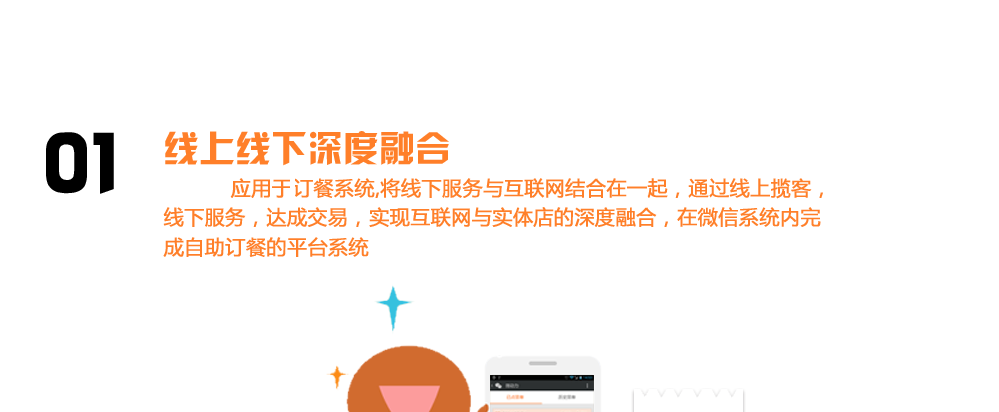 01
线上线下深度融合
应用于订餐系统,将线下服务与互联网结合在一起，通过线上揽客，
线下服务，达成交易，实现互联网与实体店的深度融合，在微信系统内完
成自助订餐的平台系统